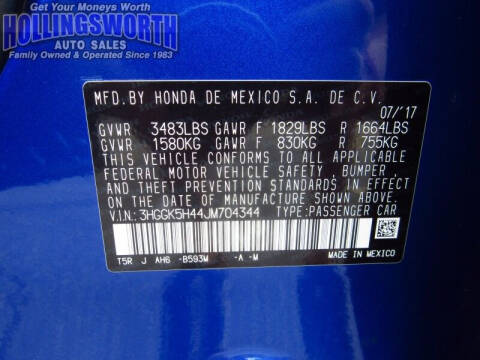 Get Your Moneys Worth
HOLLINGSWORTH
AUTO SALES
Family Owned & Operated Since 1983
MFD.BY HONDA DE MEXICO S.A. DE C.V.
07/'17
GVWR 3483LBS GAWR F 1829LBS R 1664LBS
GVWR 1580KG GAWR F 830KG R 755KG
THIS VEHICLE CONFORMS TO ALL APPLICABLE
FEDERAL MOTOR VEHICLE SAFETY, BUMPER,
AND THEFT PREVENTION STANDARDS IN EFFECT
ON THE DATE OF MANUFACTURE SHOWN ABOVE.
V.I.N.:3HGGK5H44JM704344 TYPE:PASSENGER CAR
T5R J AH6 -B593M -A -M MADE IN MEXICO